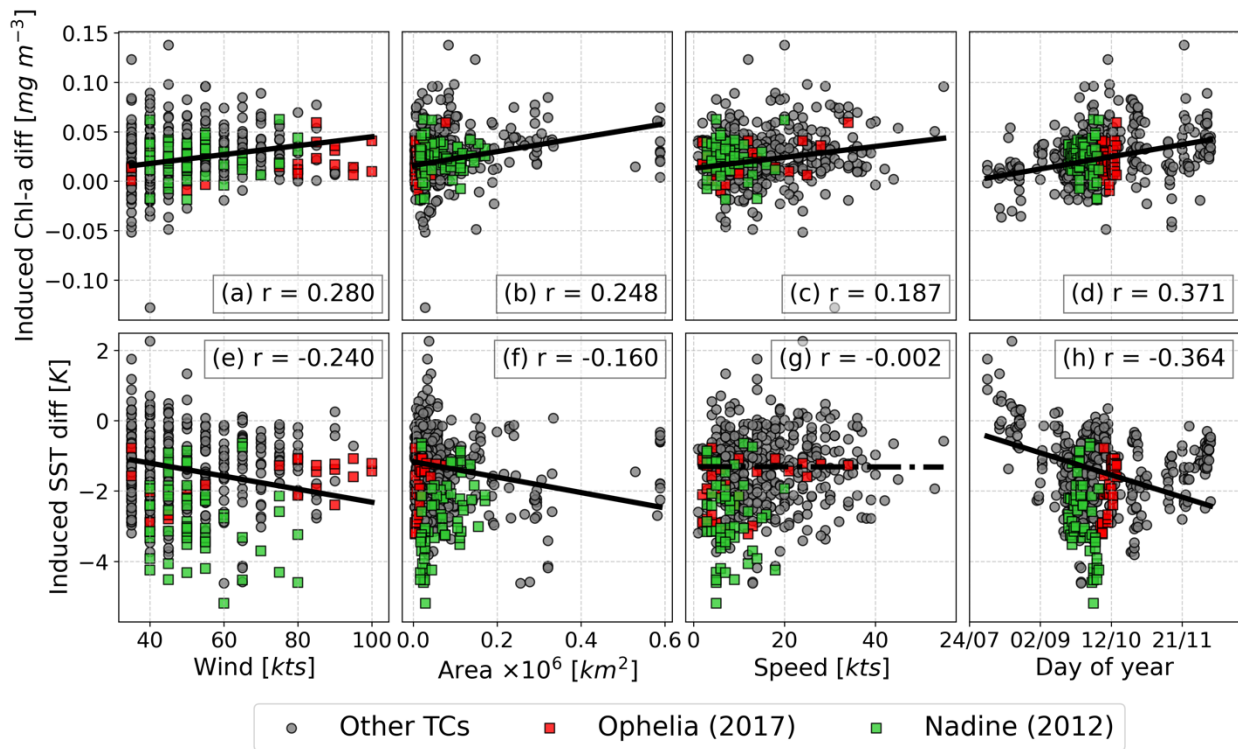 Induced Chl-a diff [mg m⁻³]
0.15
0.10
0.05
0.00
−0.05
−0.10
(a) r = 0.280
(b) r = 0.248
(c) r = 0.187
(d) r = 0.371
Induced SST diff [K]
2
0
−2
−4
(e) r = -0.240
(f) r = -0.160
(g) r = -0.002
(h) r = -0.364
40 60 80 100
0.0 0.2 0.4 0.6
0 20 40
24/07 02/09 12/10 21/11
Wind [kts]
Area ×10⁶ [km²]
Speed [kts]
Day of year
Other TCs
Ophelia (2017)
Nadine (2012)